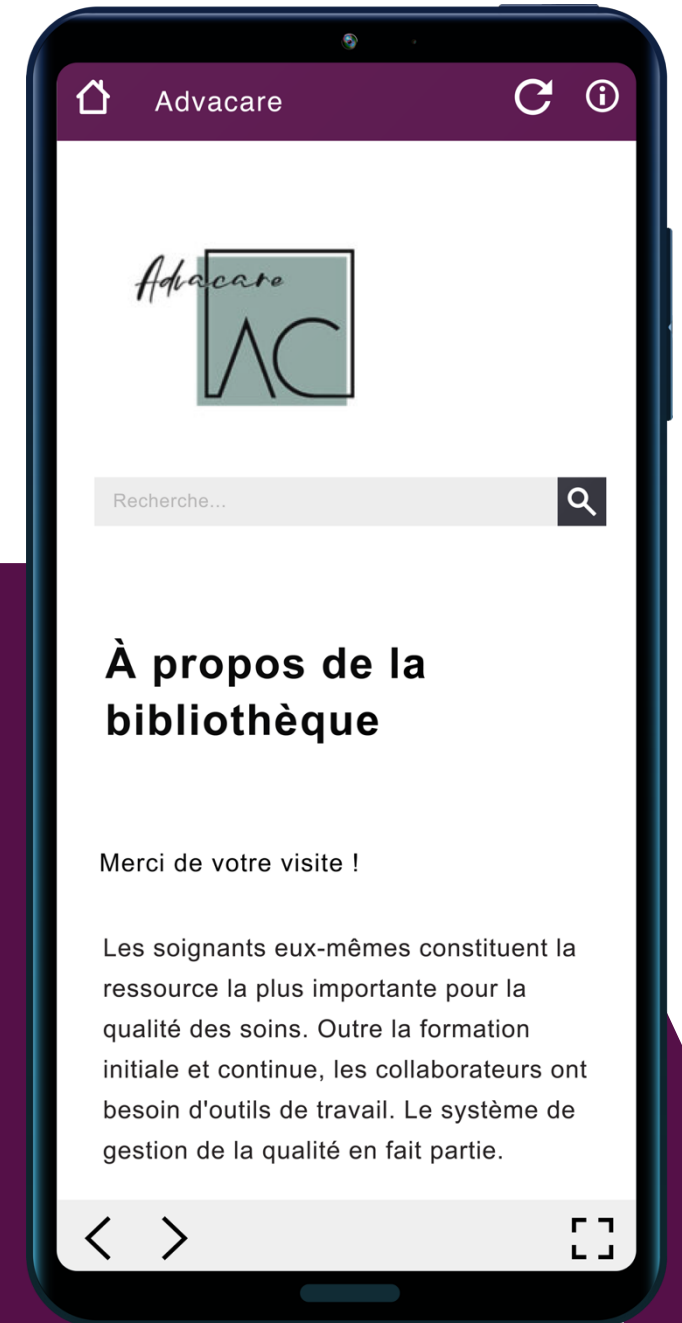 Advacare
Advacare
AC
Recherche...
À propos de la
bibliothèque
Merci de votre visite !
Les soignants eux-mêmes constituent la
ressource la plus importante pour la
qualité des soins. Outre la formation
initiale et continue, les collaborateurs ont
besoin d'outils de travail. Le système de
gestion de la qualité en fait partie.